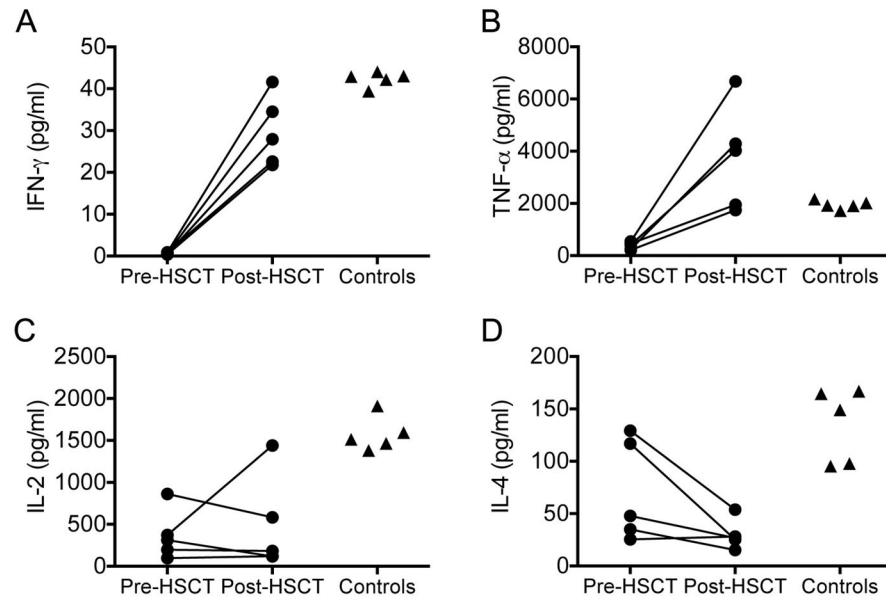 A
IFN-γ (pg/ml)
50
40
30
20
10
0
Pre-HSCT Post-HSCT Controls
B
TNF-α (pg/ml)
8000
6000
4000
2000
0
Pre-HSCT Post-HSCT Controls
C
IL-2 (pg/ml)
2500
2000
1500
1000
500
0
Pre-HSCT Post-HSCT Controls
D
IL-4 (pg/ml)
200
150
100
50
0
Pre-HSCT Post-HSCT Controls